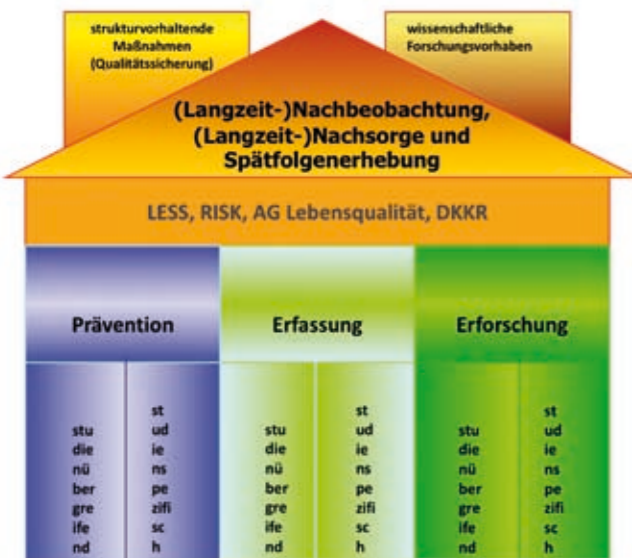 strukturvorhaltende
Maßnahmen
(Qualitätssicherung)
wissenschaftliche
Forschungsvorhaben
(Langzeit-)Nachbeobachtung,
(Langzeit-)Nachsorge und
Spätfolgenerhebung
LESS, RISK, AG Lebensqualität, DKKR
Prävention
Erfassung
Erforschung
stu
die
nü
ber
gre
ife
nd
st
ud
ie
ns
pe
zifi
sc
h
stu
die
nü
ber
gre
ife
nd
st
ud
ie
ns
pe
zifi
sc
h
stu
die
nü
ber
gre
ife
nd
st
ud
ie
ns
pe
zifi
sc
h